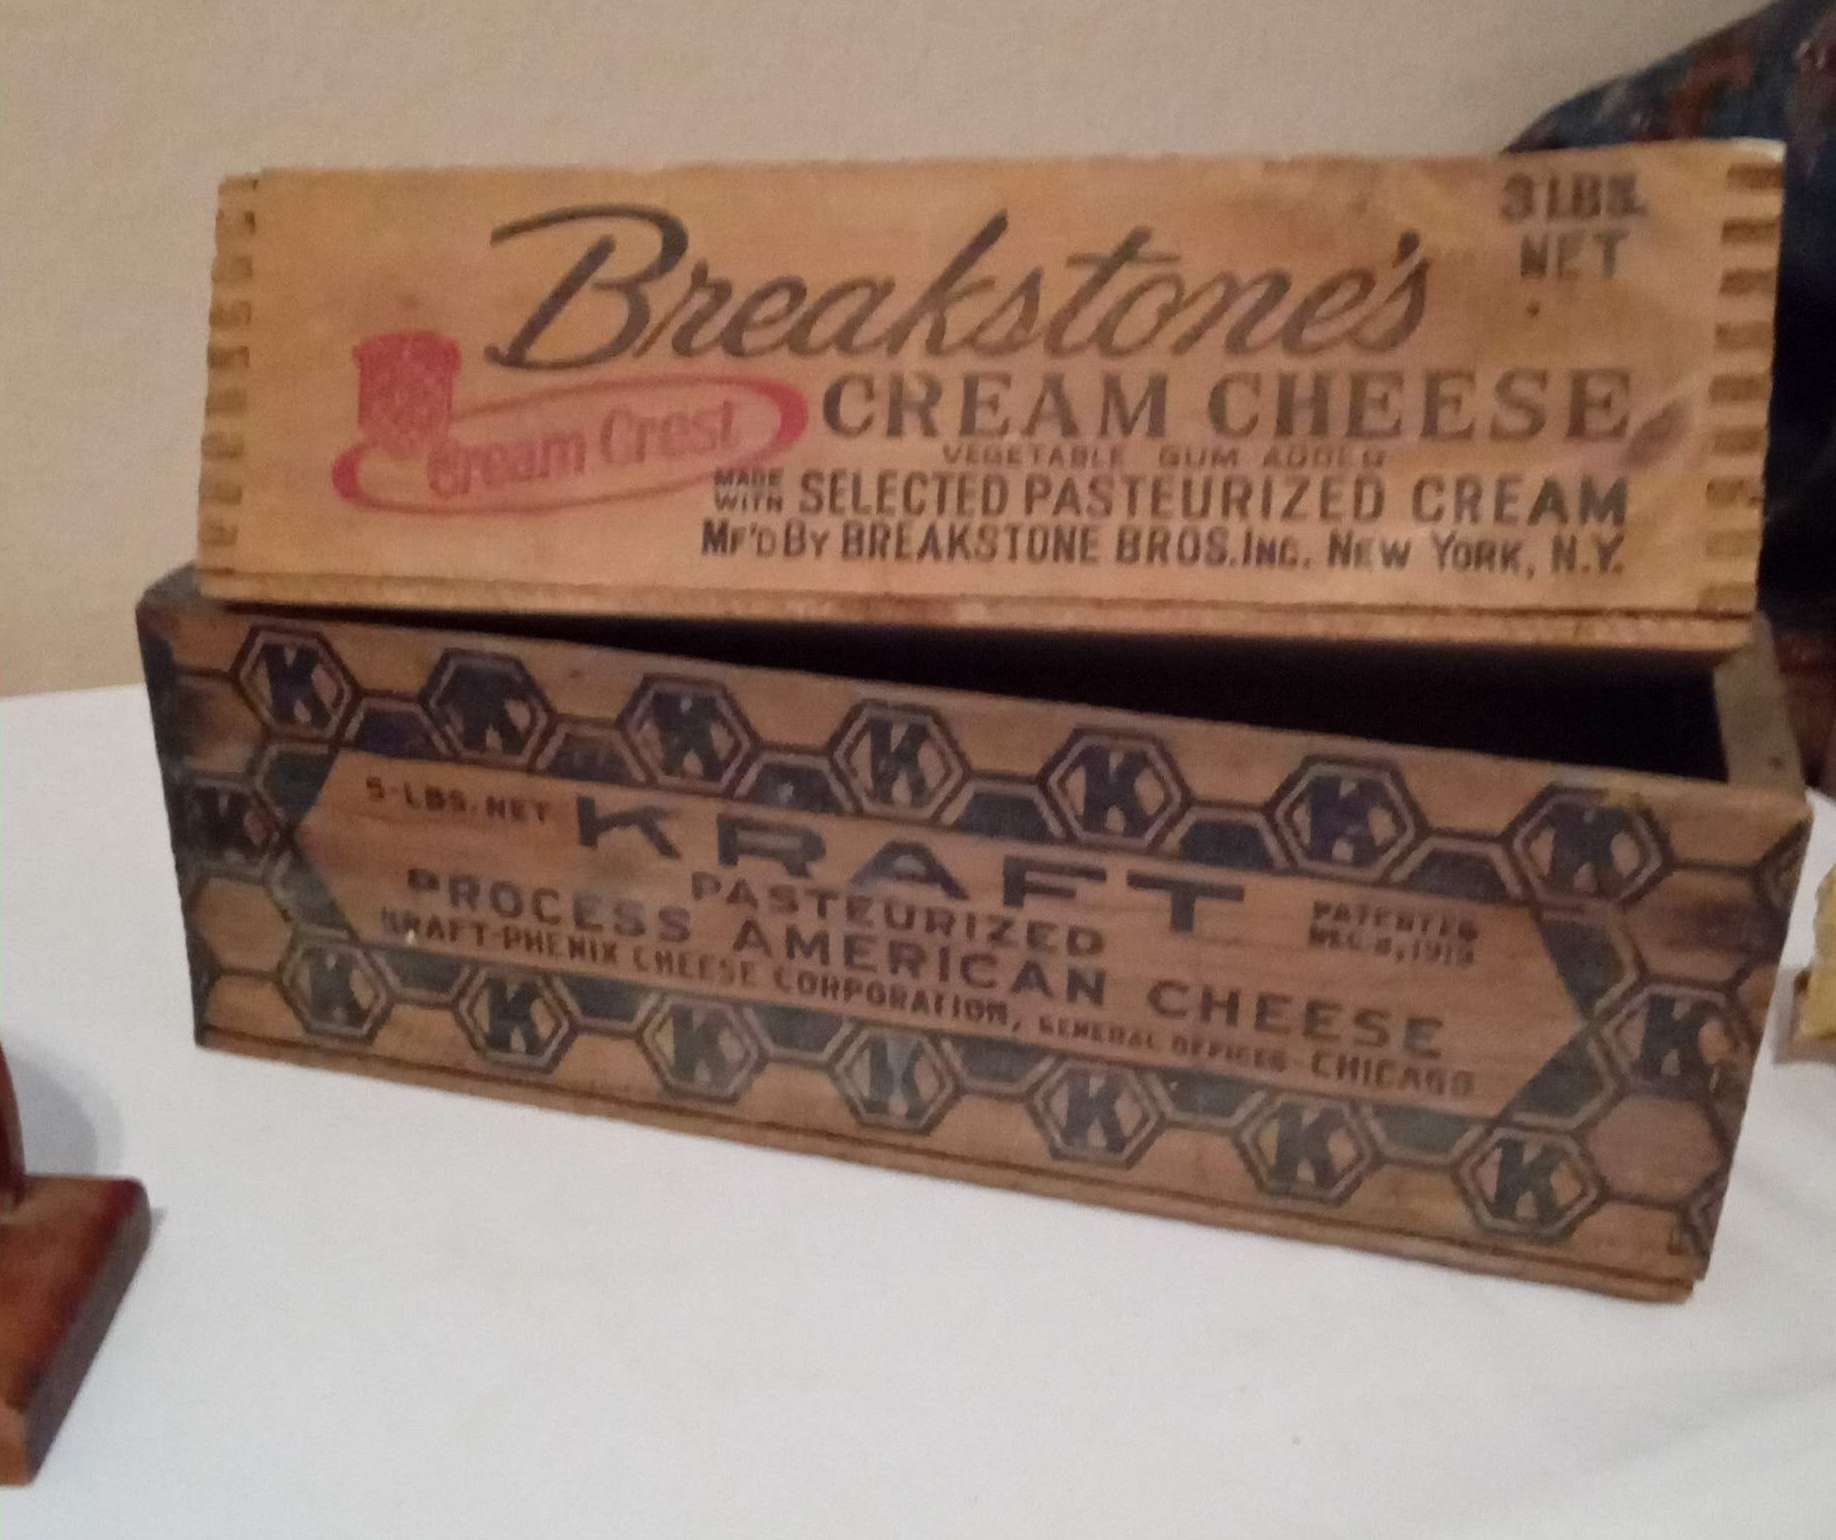 3 LBS.
NET
Breakstone's
Cream Crest
CREAM CHEESE
VEGETABLE GUM ADDED
MADE WITH SELECTED PASTEURIZED CREAM
MF'D BY BREAKSTONE BROS. INC. NEW YORK, N.Y.
K K K K K K K
5-LBS. NET
KRAFT
K
PASTEURIZED
PROCESS AMERICAN CHEESE
PATENTED
KRAFT-PHENIX CHEESE CORPORATION, GENERAL OFFICES CHICAGO
K
K K K K K K K